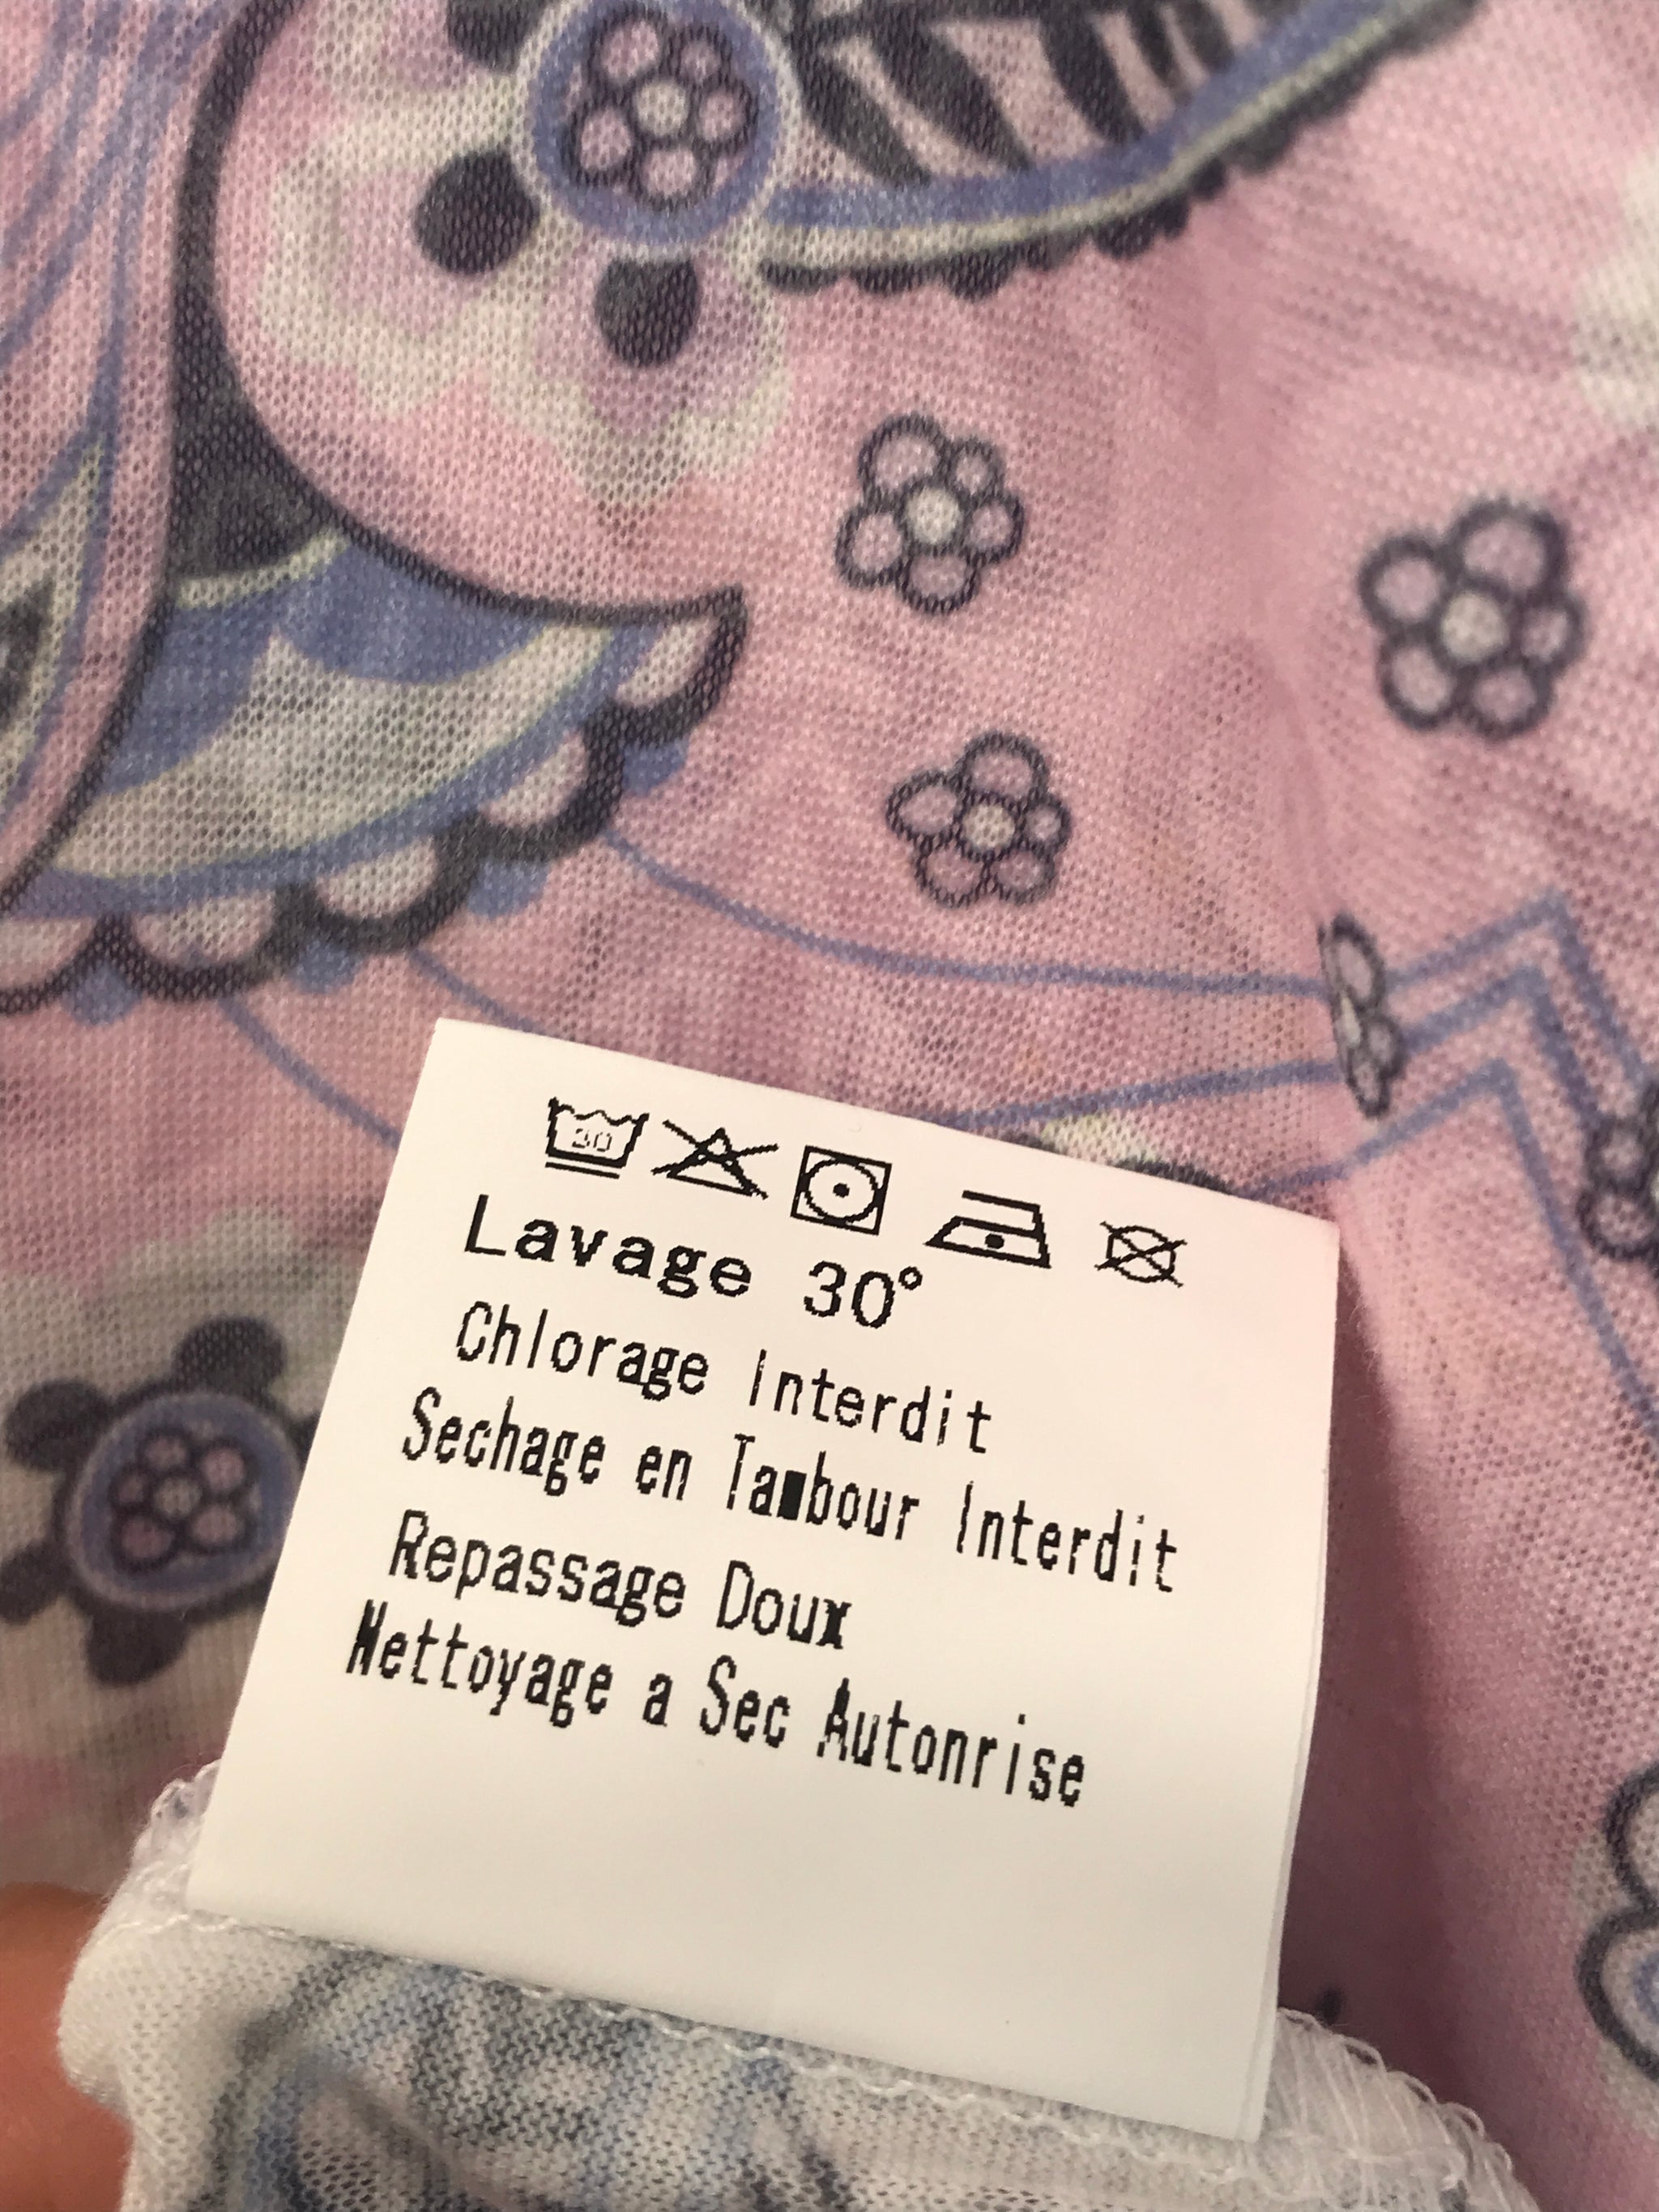 30
Lavage 30°
Chlorage Interdit
Sechage en Tambour Interdit
Repassage Doux
Nettoyage a Sec Autonrise